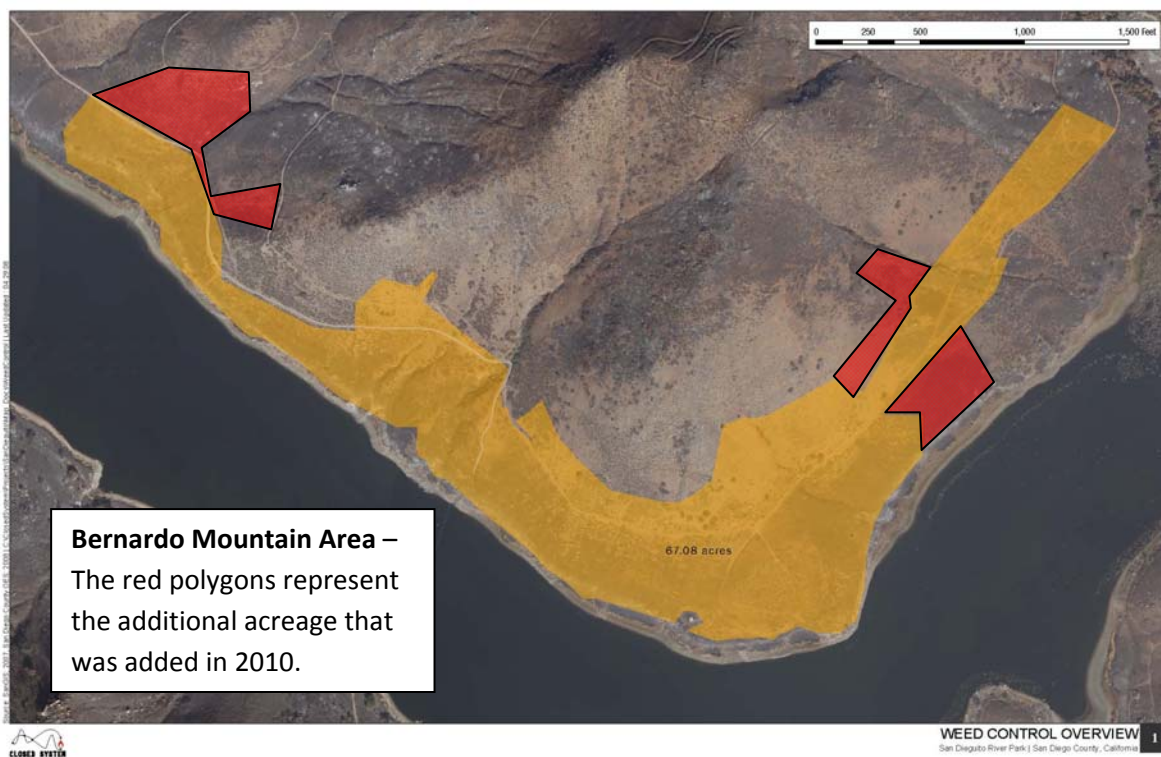 0 250 500 1,000 1,500 Feet
67.08 acres
Bernardo Mountain Area –
The red polygons represent
the additional acreage that
was added in 2010.
CLOSED SYSTEM
WEED CONTROL OVERVIEW 1
San Dieguito River Park | San Diego County, California